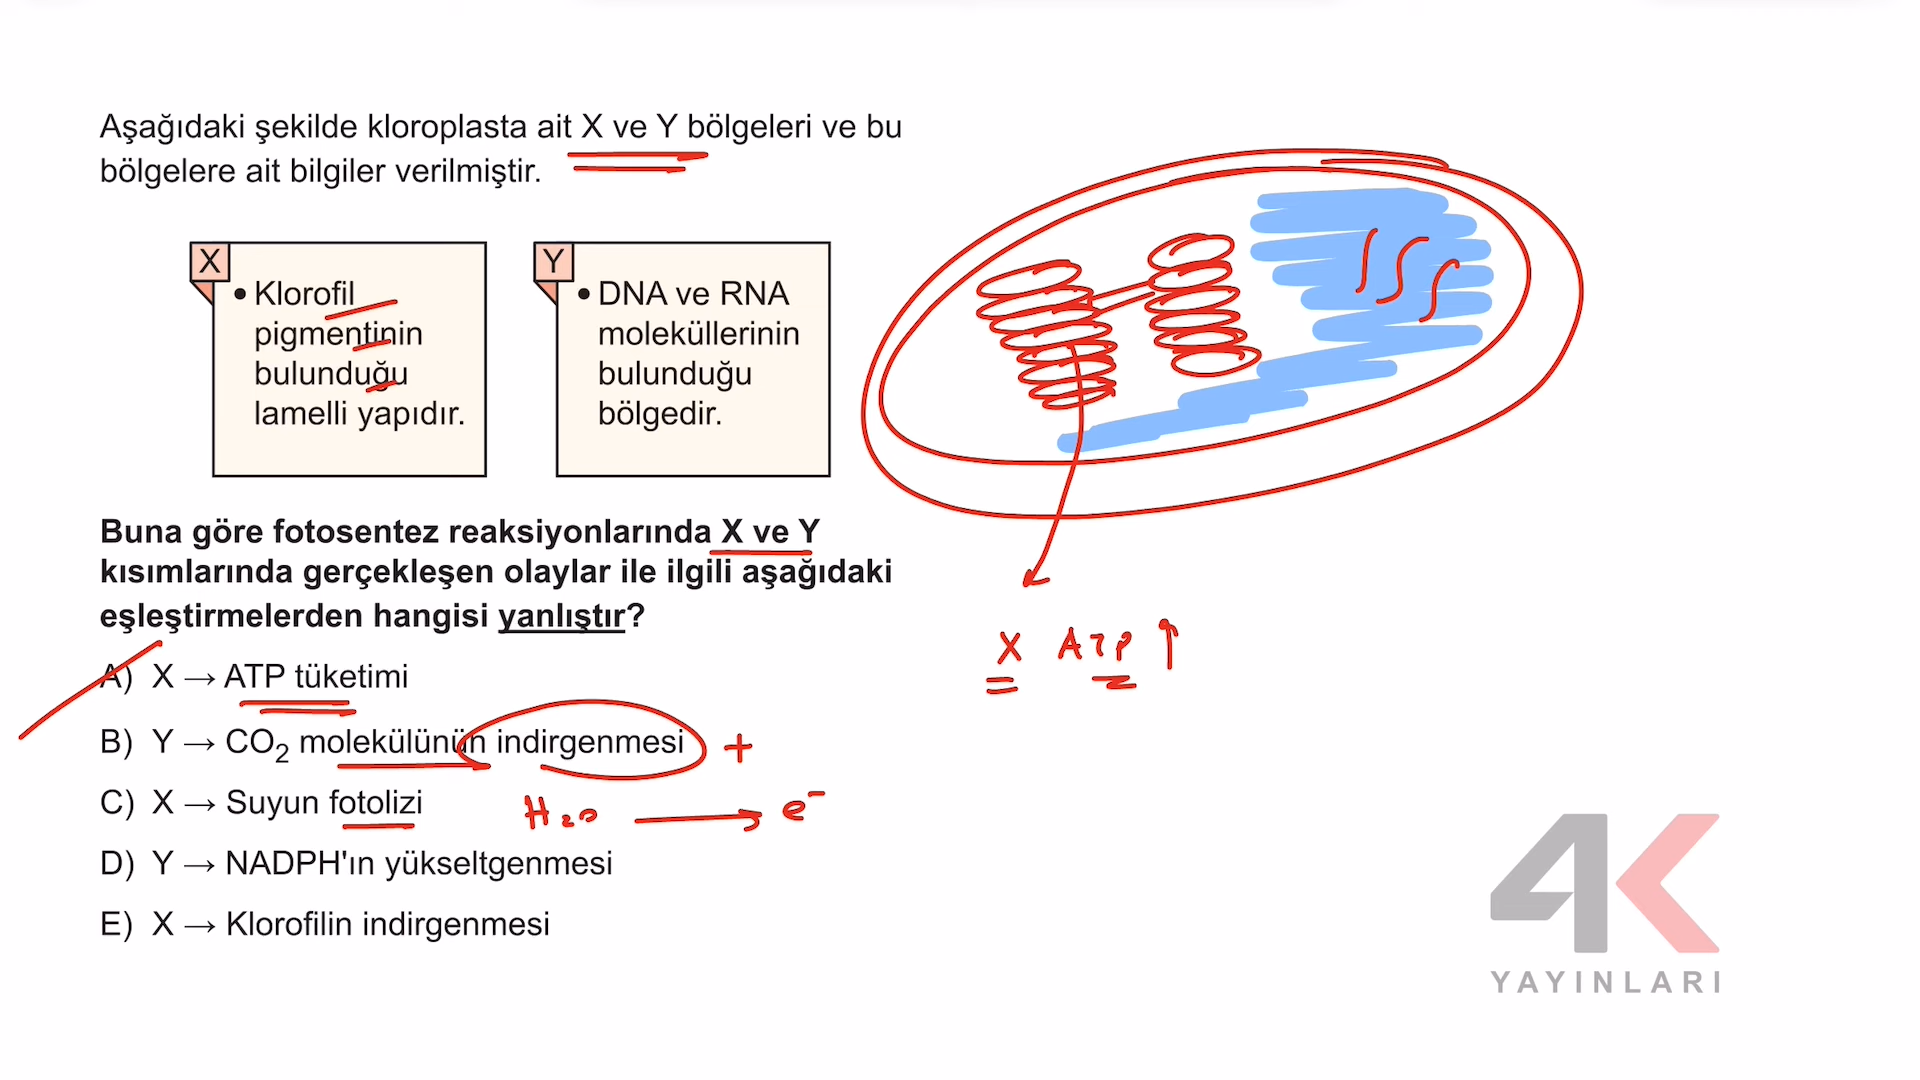 Aşağıdaki şekilde kloroplasta ait X ve Y bölgeleri ve bu
bölgelere ait bilgiler verilmiştir.
X
• Klorofil
pigmentinin
bulunduğu
lamelli yapıdır.
Y
• DNA ve RNA
moleküllerinin
bulunduğu
bölgedir.
Buna göre fotosentez reaksiyonlarında X ve Y
kısımlarında gerçekleşen olaylar ile ilgili aşağıdaki
eşleştirmelerden hangisi yanlıştır?
X ATP ↑
A) X → ATP tüketimi
B) Y → CO₂ molekülünün indirgenmesi +
C) X → Suyun fotolizi H₂O → e⁻
D) Y → NADPH'ın yükseltgenmesi
E) X → Klorofilin indirgenmesi
4K
YAYINLARI